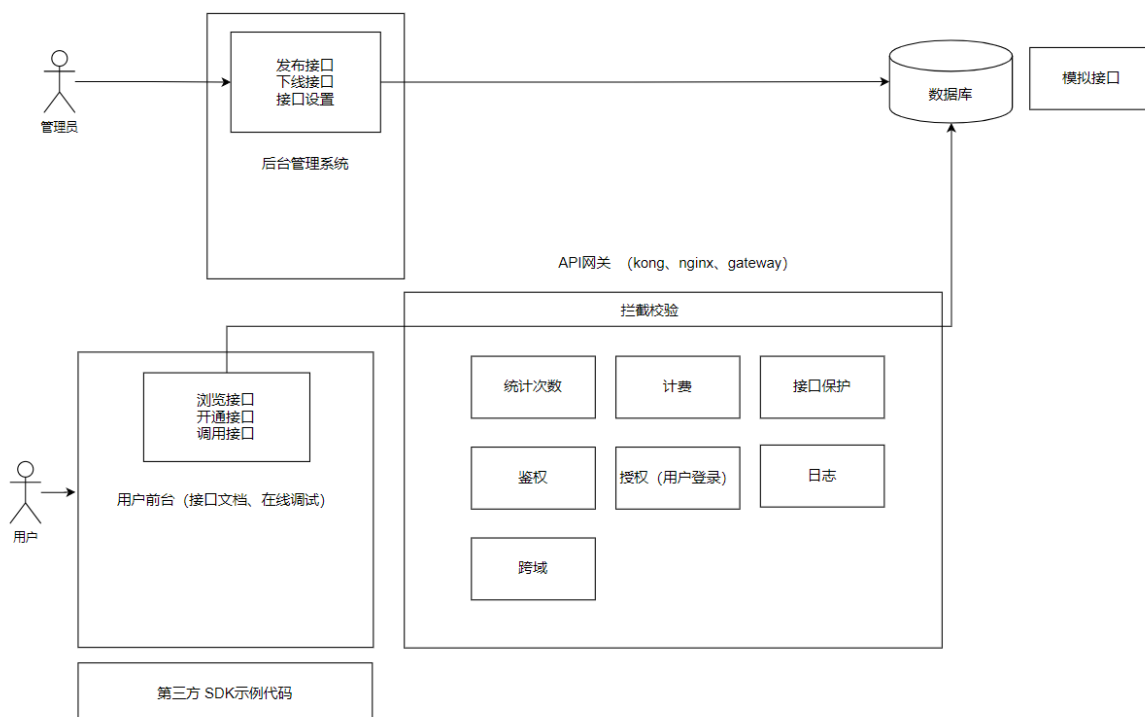 管理员
发布接口
下线接口
接口设置
后台管理系统
数据库
模拟接口
API网关 （kong、nginx、gateway）
拦截校验
统计次数
计费
接口保护
鉴权
授权（用户登录）
日志
跨域
用户
浏览接口
开通接口
调用接口
用户前台（接口文档、在线调试）
第三方 SDK示例代码